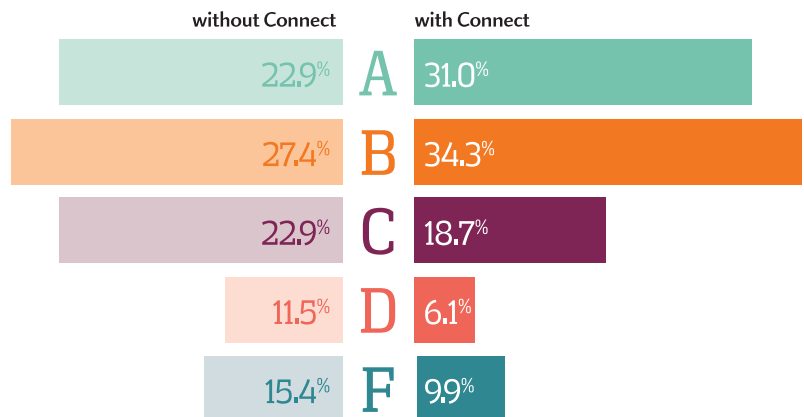 without Connect with Connect
22.9% A 31.0%
27.4% B 34.3%
22.9% C 18.7%
11.5% D 6.1%
15.4% F 9.9%